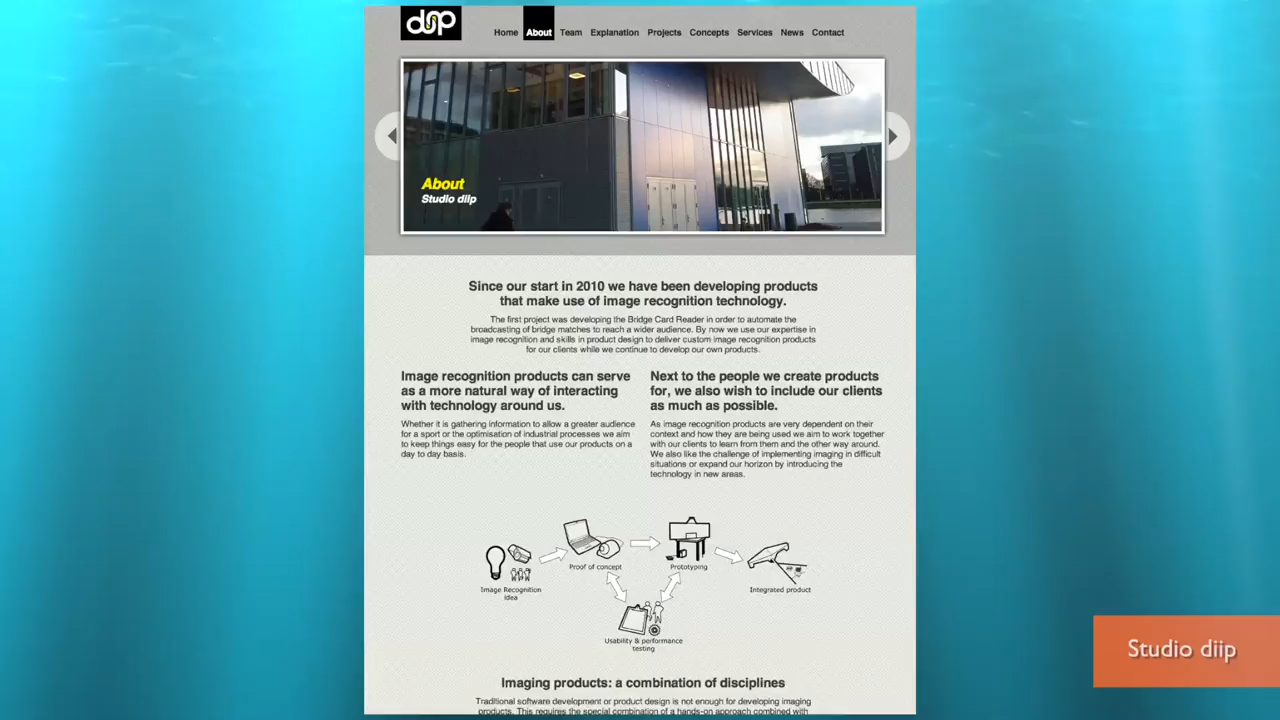 diip
Home About Team Explanation Projects Concepts Services News Contact
About
Studio diip
Since our start in 2010 we have been developing products
that make use of image recognition technology.
The first project was developing the Bridge Card Reader in order to automate the
broadcasting of bridge matches to reach a wider audience. By now we use our expertise in
image recognition and skills in product design to deliver custom image recognition products
for our clients while we continue to develop our own products.
Image recognition products can serve
as a more natural way of interacting
with technology around us.
Whether it is gathering information to allow a greater audience
for a sport or the optimisation of industrial processes we aim
to keep things easy for the people that use our products on a
day to day basis.
Next to the people we create products
for, we also wish to include our clients
as much as possible.
As image recognition products are very dependent on their
context and how they are being used we aim to work together
with our clients to learn from them and the other way around.
We also like the challenge of implementing imaging in difficult
situations or expand our horizon by introducing the
technology in new areas.
Image Recognition
idea
Proof of concept
Prototyping
Integrated product
Usability & performance
testing
Imaging products: a combination of disciplines
Traditional software development or product design is not enough for developing imaging
products. This requires the special combination of a hands-on approach combined with
Studio diip